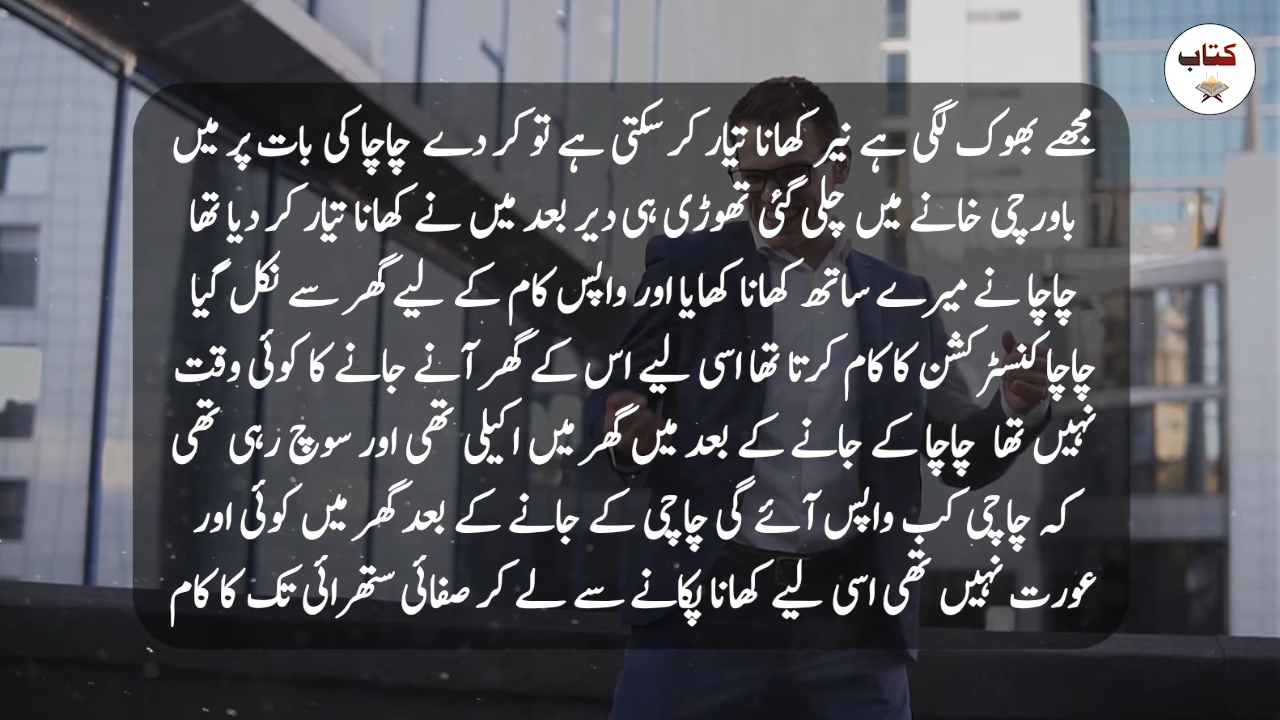 کتاب
مجھے بھوک لگی ہے نیر کھانا تیار کر سکتی ہے تو کر دے چاچا کی بات پر میں
باورچی خانے میں چلی گئی تھوڑی ہی دیر بعد میں نے کھانا تیار کر دیا تھا
چاچا نے میرے ساتھ کھانا کھایا اور واپس کام کے لیے گھر سے نکل گیا
چاچا کنسٹرکشن کا کام کرتا تھا اسی لیے اس کے گھر آنے جانے کا کوئی وقت
نہیں تھا چاچا کے جانے کے بعد میں گھر میں اکیلی تھی اور سوچ رہی تھی
کہ چاچی کب واپس آئے گی چاچی کے جانے کے بعد گھر میں کوئی اور
عورت نہیں تھی اسی لیے کھانا پکانے سے لے کر صفائی ستھرائی تک کا کام